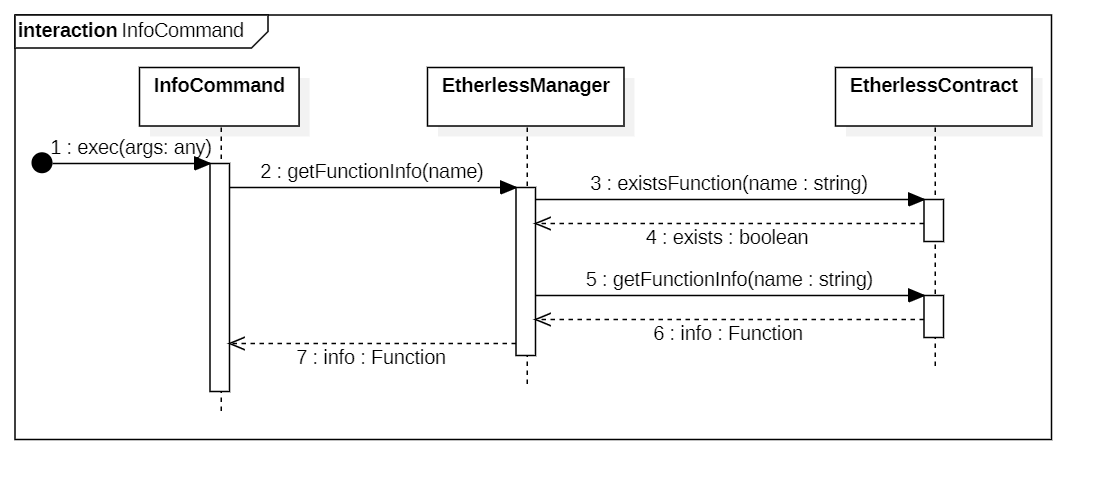 interaction InfoCommand
InfoCommand
EtherlessManager
EtherlessContract
1 : exec(args: any)
2 : getFunctionInfo(name)
3 : existsFunction(name : string)
4 : exists : boolean
5 : getFunctionInfo(name : string)
6 : info : Function
7 : info : Function